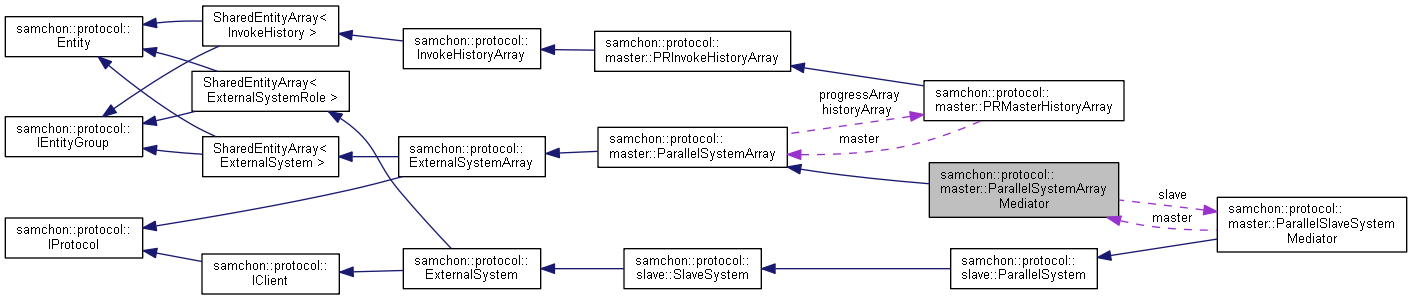 samchon::protocol::
Entity
SharedEntityArray<
InvokeHistory >
samchon::protocol::
InvokeHistoryArray
samchon::protocol::
master::PRInvokeHistoryArray
SharedEntityArray<
ExternalSystemRole >
progressArray
historyArray
samchon::protocol::
master::PRMasterHistoryArray
samchon::protocol::
IEntityGroup
SharedEntityArray<
ExternalSystem >
samchon::protocol::
ExternalSystemArray
samchon::protocol::
master::ParallelSystemArray
master
samchon::protocol::
master::ParallelSystemArray
Mediator
slave
master
samchon::protocol::
master::ParallelSlaveSystem
Mediator
samchon::protocol::
IProtocol
samchon::protocol::
IClient
samchon::protocol::
ExternalSystem
samchon::protocol::
slave::SlaveSystem
samchon::protocol::
slave::ParallelSystem